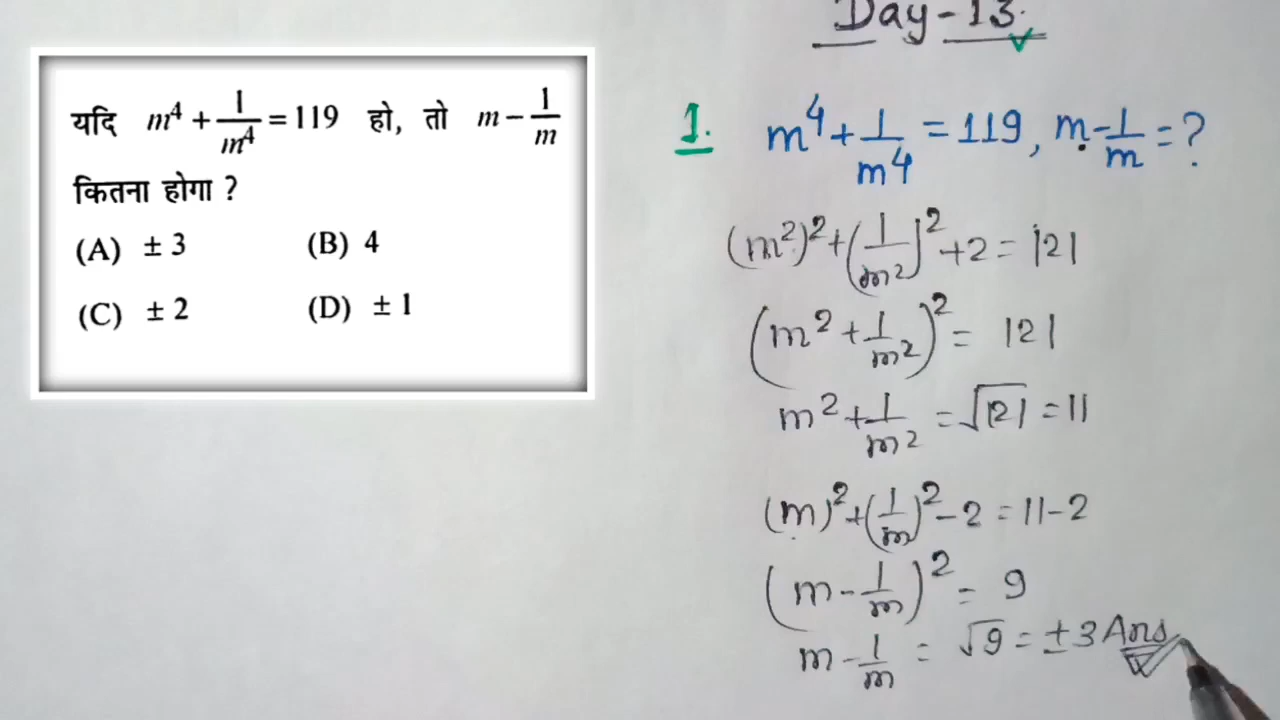 Day-13.
यदि m⁴ + 1/m⁴ = 119 हो, तो m − 1/m
कितना होगा ?
(A) ± 3
(B) 4
(C) ± 2
(D) ± 1
1. m⁴ + 1/m⁴ = 119, m - 1/m = ?
(m²)² + (1/m²)² + 2 = 121
(m² + 1/m²)² = 121
m² + 1/m² = √121 = 11
(m)² + (1/m)² - 2 = 11 - 2
(m - 1/m)² = 9
m - 1/m = √9 = ±3 Ans